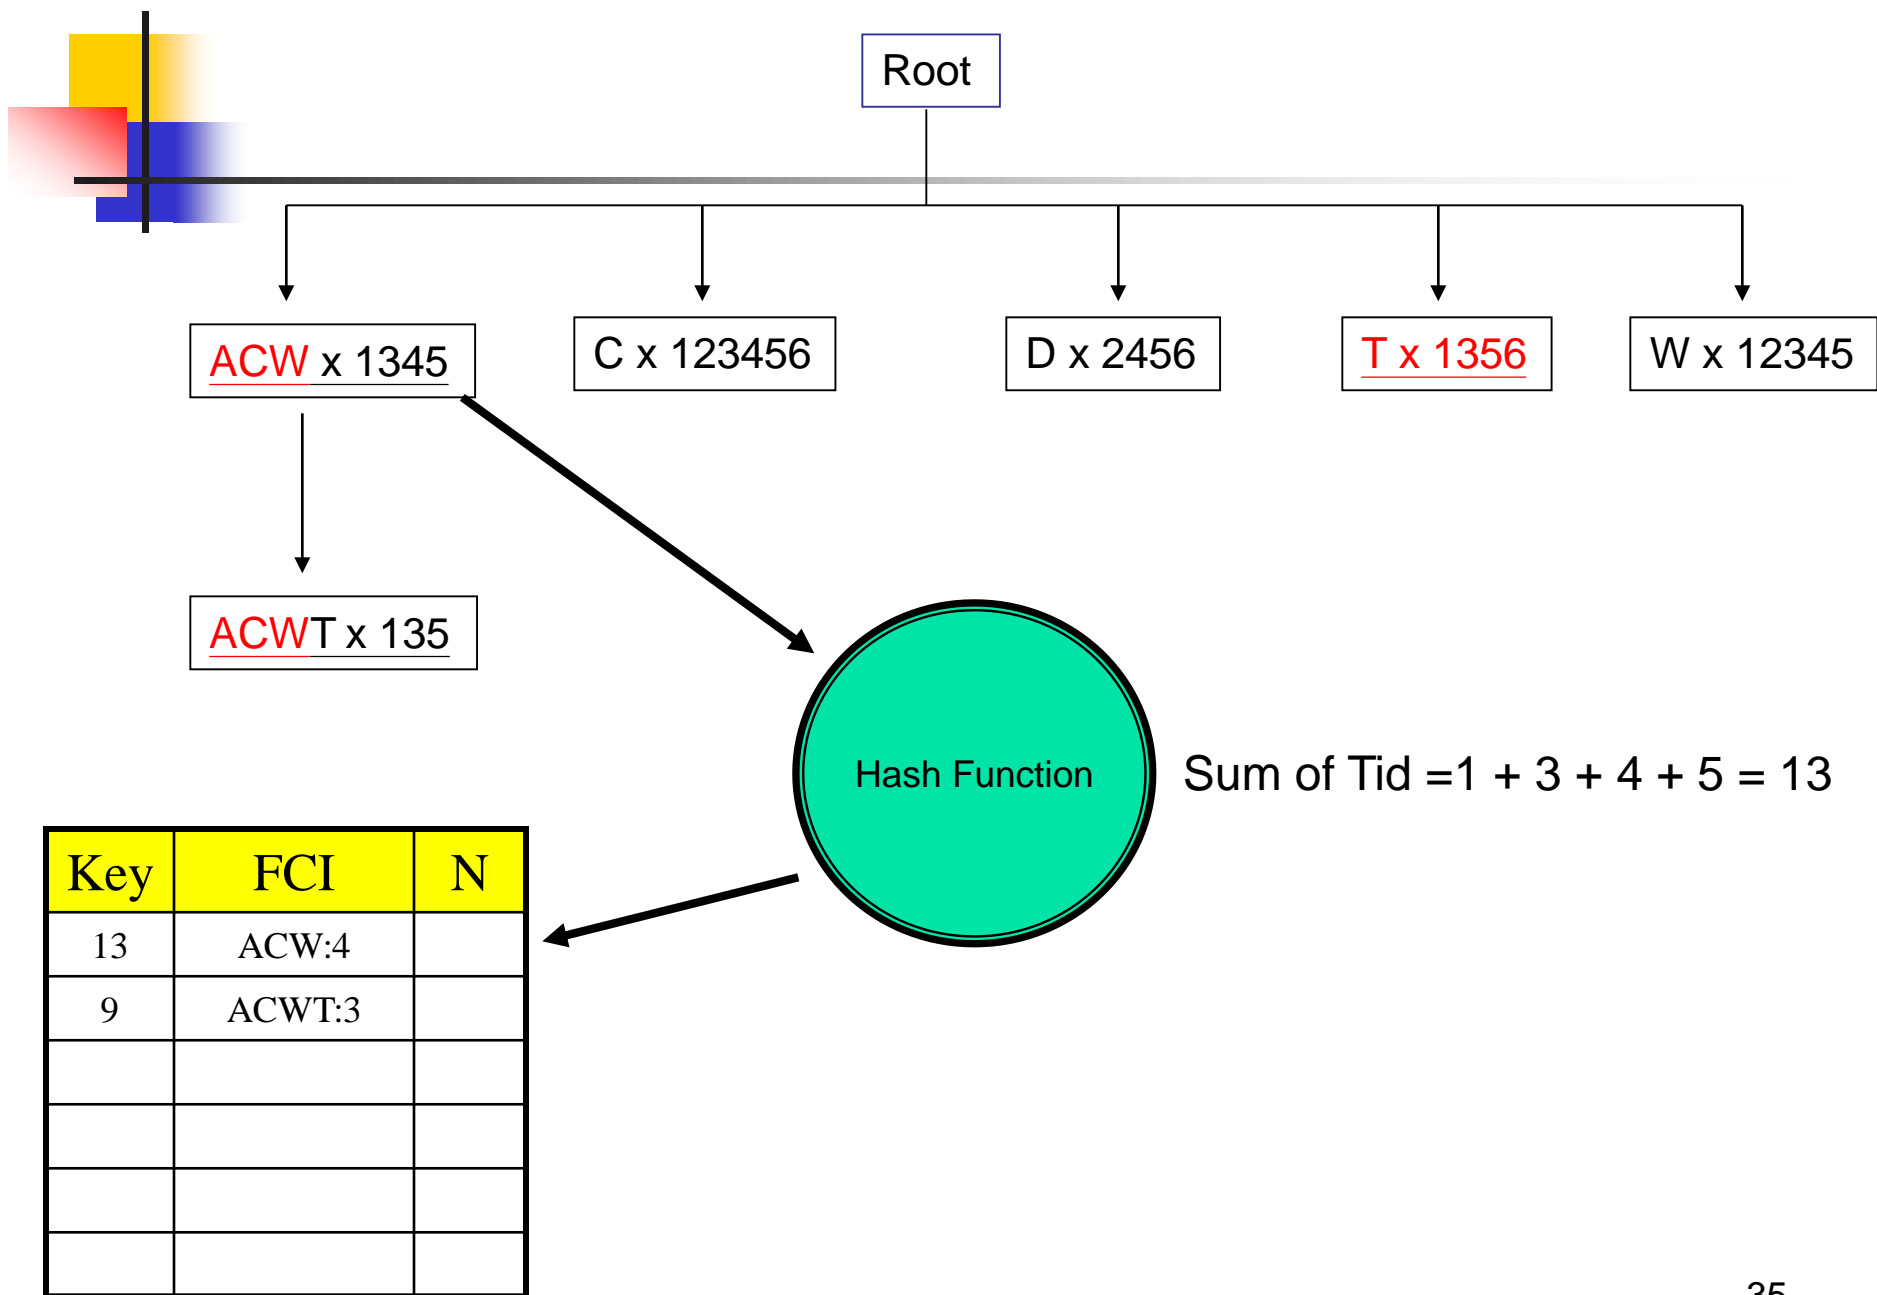 Root
ACW x 1345
C x 123456
D x 2456
T x 1356
W x 12345
ACWT x 135
Hash Function
Sum of Tid =1 + 3 + 4 + 5 = 13
Key FCI N
13 ACW:4
9 ACWT:3
35